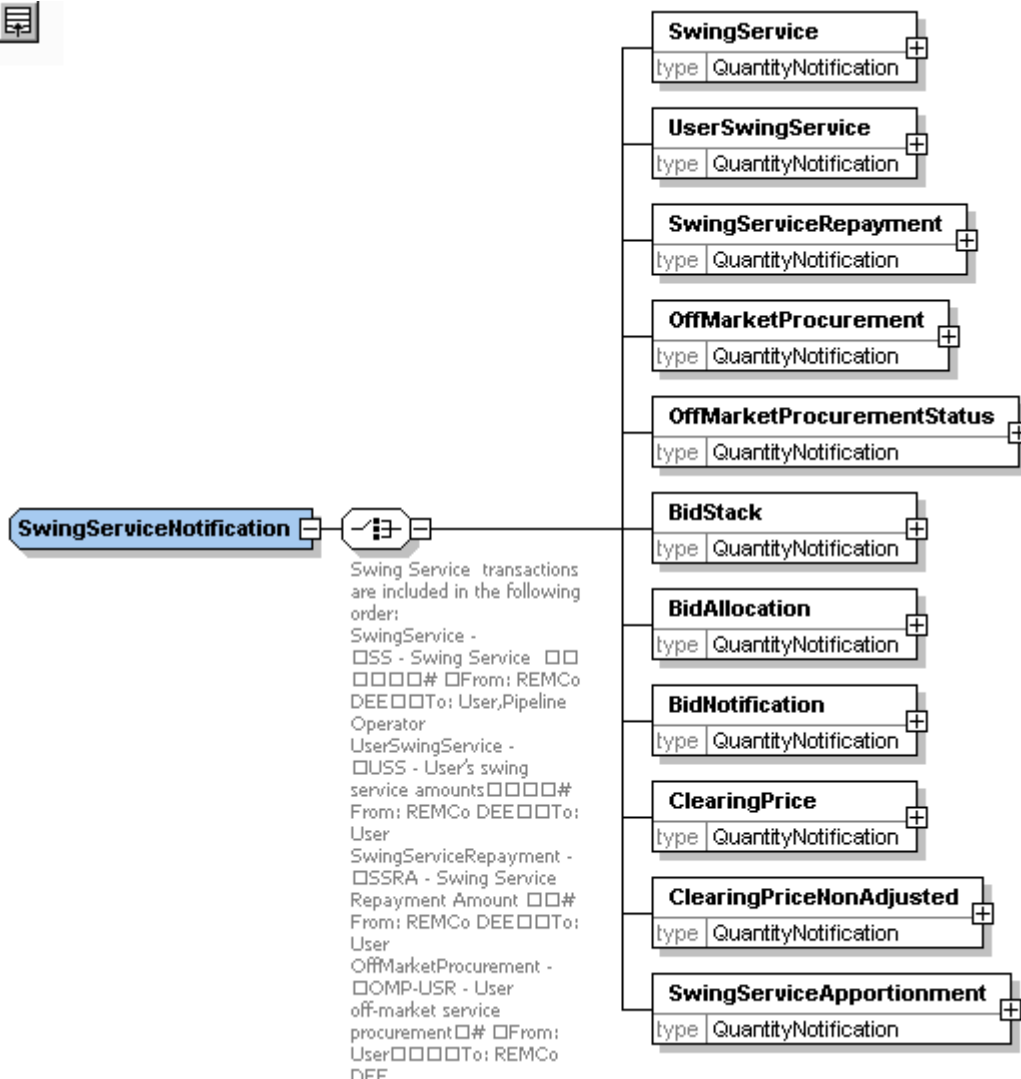 SwingService
type QuantityNotification
UserSwingService
type QuantityNotification
SwingServiceRepayment
type QuantityNotification
OffMarketProcurement
type QuantityNotification
OffMarketProcurementStatus
type QuantityNotification
SwingServiceNotification
BidStack
type QuantityNotification
BidAllocation
type QuantityNotification
BidNotification
type QuantityNotification
ClearingPrice
type QuantityNotification
ClearingPriceNonAdjusted
type QuantityNotification
SwingServiceApportionment
type QuantityNotification
Swing Service transactions
are included in the following
order:
SwingService -
□SS - Swing Service □□
□□□□# □From: REMCo
DEE□□To: User,Pipeline
Operator
UserSwingService -
□USS - User's swing
service amounts□□□□#
From: REMCo DEE□□To:
User
SwingServiceRepayment -
□SSRA - Swing Service
Repayment Amount □□#
From: REMCo DEE□□To:
User
OffMarketProcurement -
□OMP-USR - User
off-market service
procurement□# □From:
User□□□□To: REMCo
DEE